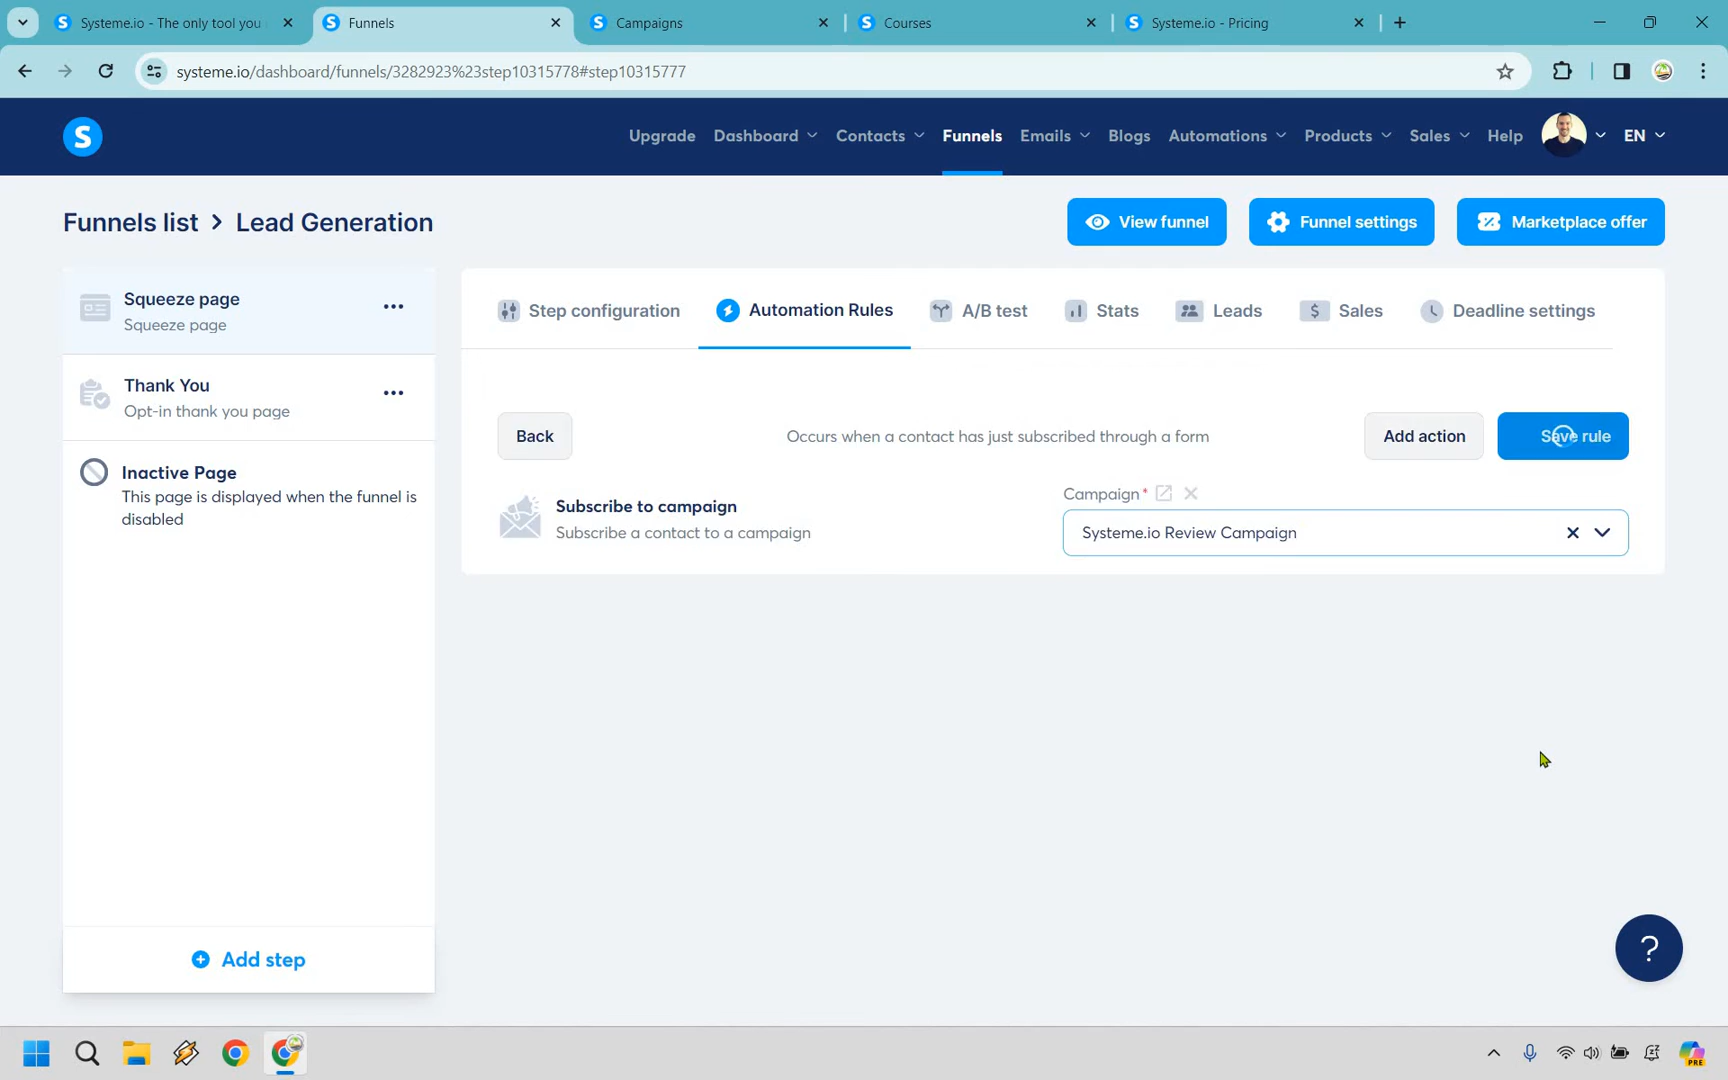 Systeme.io - The only tool you
Funnels
Campaigns
Courses
Systeme.io - Pricing
systeme.io/dashboard/funnels/3282923%23step10315778#step10315777
S
Upgrade
Dashboard
Contacts
Funnels
Emails
Blogs
Automations
Products
Sales
Help
EN
Funnels list > Lead Generation
View funnel
Funnel settings
Marketplace offer
Squeeze page
Squeeze page
Thank You
Opt-in thank you page
Inactive Page
This page is displayed when the funnel is
disabled
Add step
Step configuration
Automation Rules
A/B test
Stats
Leads
Sales
Deadline settings
Back
Occurs when a contact has just subscribed through a form
Add action
Save rule
Subscribe to campaign
Subscribe a contact to a campaign
Campaign *
Systeme.io Review Campaign
?
PRE